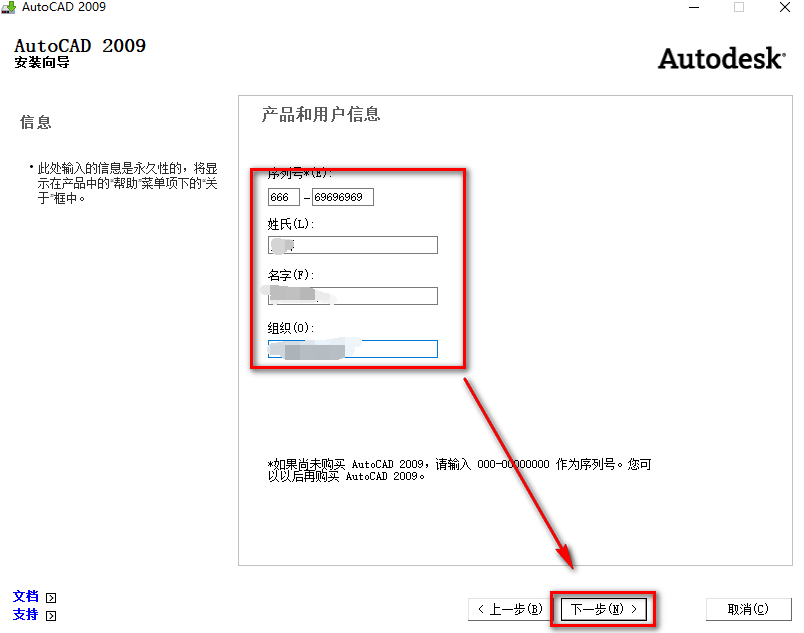 AutoCAD 2009
AutoCAD 2009
安装向导
Autodesk
信息
• 此处输入的信息是永久性的，将显
示在产品中的“帮助”菜单项下的“关
于”框中。
产品和用户信息
序列号*(E):
666 - 69696969
姓氏(L):
名字(F):
组织(O):
*如果尚未购买 AutoCAD 2009，请输入 000-00000000 作为序列号。您可
以以后再购买 AutoCAD 2009。
文档
支持
< 上一步(B)
下一步(N) >
取消(C)